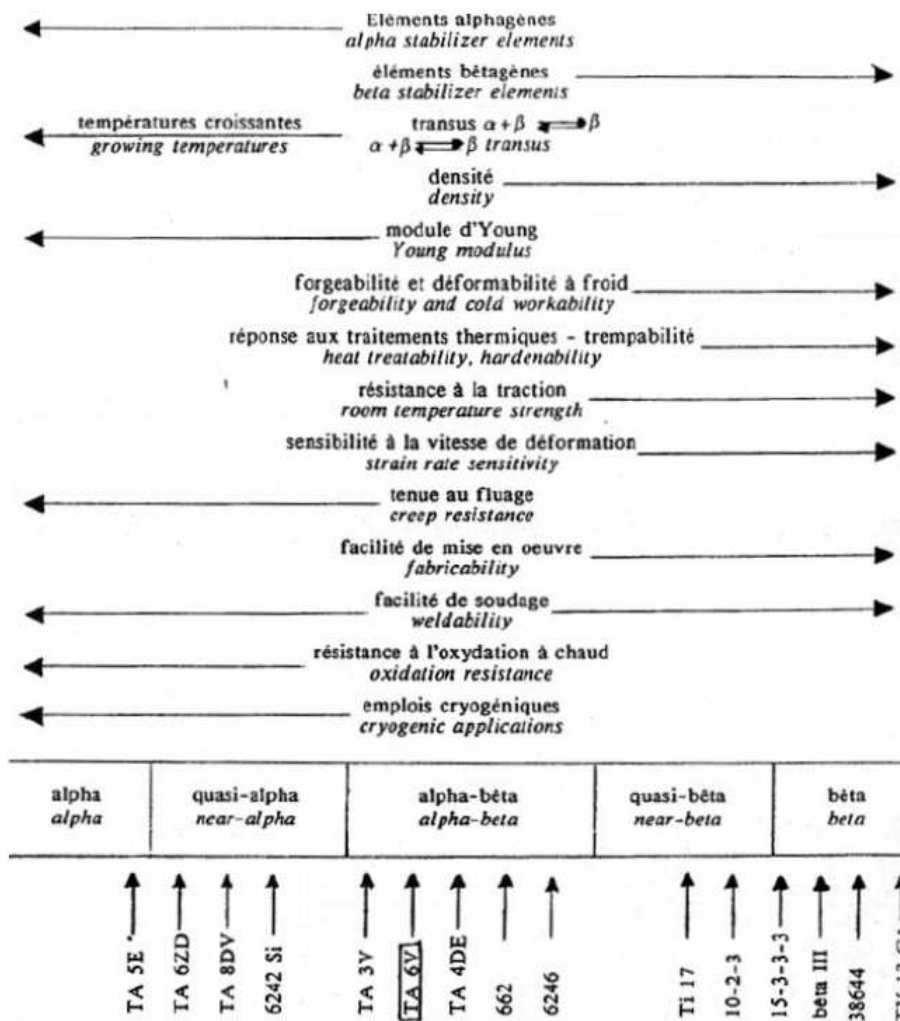 Eléments alphagènes
alpha stabilizer elements
éléments bêtagènes
beta stabilizer elements
températures croissantes
growing temperatures
transus α+β ⇌ β
α+β ⇌ β transus
densité
density
module d'Young
Young modulus
forgeabilité et déformabilité à froid
forgeability and cold workability
réponse aux traitements thermiques - trempabilité
heat treatability, hardenability
résistance à la traction
room temperature strength
sensibilité à la vitesse de déformation
strain rate sensitivity
tenue au fluage
creep resistance
facilité de mise en oeuvre
fabricability
facilité de soudage
weldability
résistance à l'oxydation à chaud
oxidation resistance
emplois cryogéniques
cryogenic applications
alpha
alpha
quasi-alpha
near-alpha
alpha-bêta
alpha-beta
quasi-bêta
near-beta
bêta
beta
TA 5E
TA 6ZD
TA 8DV
6242 Si
TA 3V
TA 6V
TA 4DE
662
6246
Ti 17
10-2-3
15-3-3-3
bêta III
38644